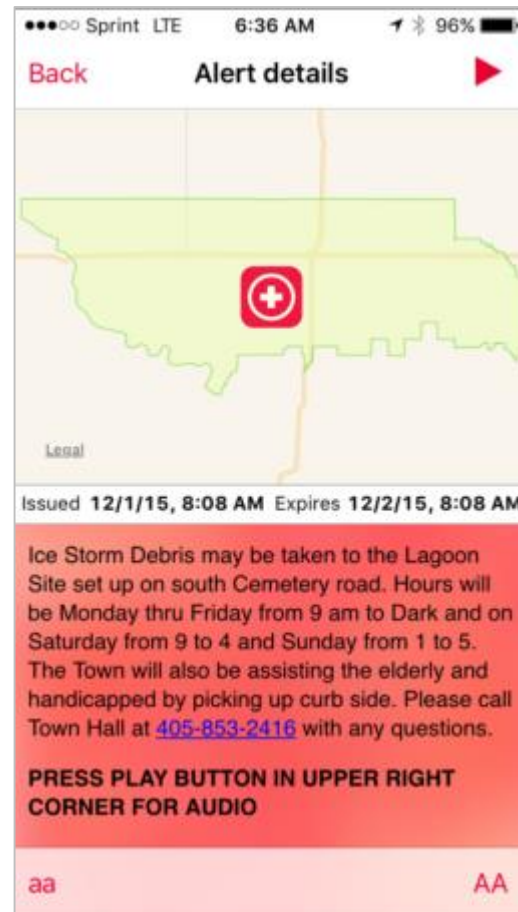 Sprint LTE 6:36 AM 96%
Back Alert details
Legal
Issued 12/1/15, 8:08 AM Expires 12/2/15, 8:08 AM
Ice Storm Debris may be taken to the Lagoon
Site set up on south Cemetery road. Hours will
be Monday thru Friday from 9 am to Dark and on
Saturday from 9 to 4 and Sunday from 1 to 5.
The Town will also be assisting the elderly and
handicapped by picking up curb side. Please call
Town Hall at 405-853-2416 with any questions.
PRESS PLAY BUTTON IN UPPER RIGHT
CORNER FOR AUDIO
aa AA